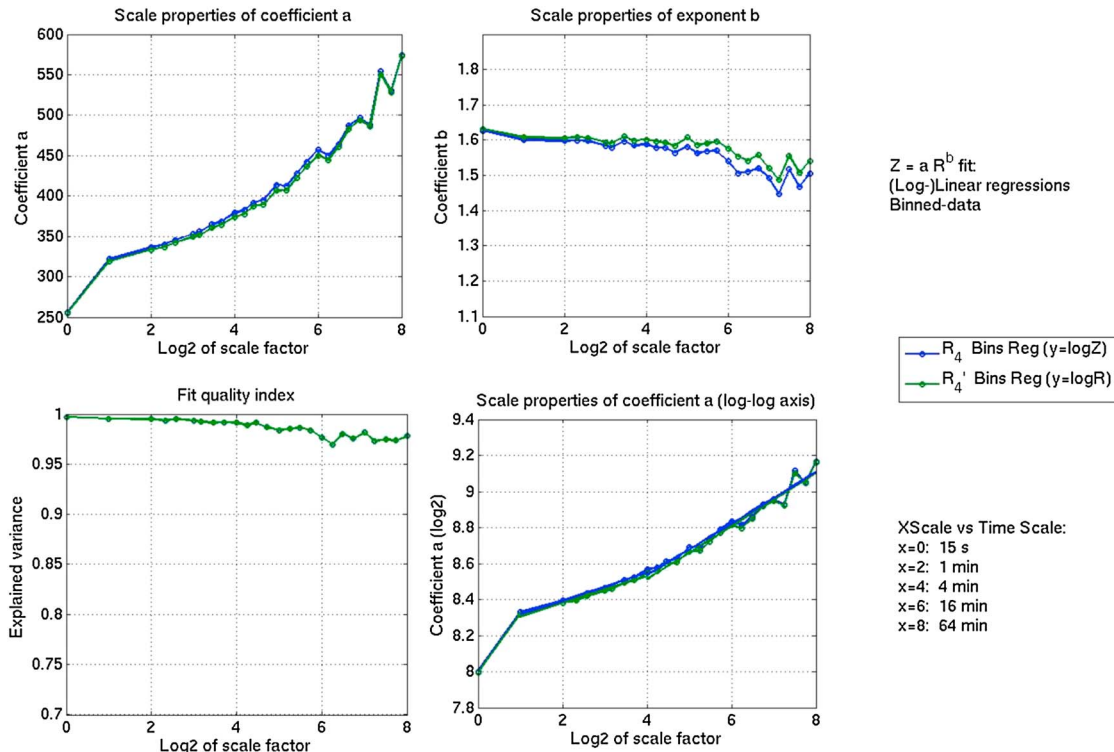 Scale properties of coefficient a
600
550
500
450
400
350
300
250
0
2
4
6
8
Coefficient a
Log2 of scale factor
Scale properties of exponent b
1.9
1.8
1.7
1.6
1.5
1.4
1.3
1.2
1.1
0
2
4
6
8
Coefficient b
Log2 of scale factor
Z = a R^b fit:
(Log-)Linear regressions
Binned-data
R_4 Bins Reg (y=logZ)
R_4' Bins Reg (y=logR)
Fit quality index
1
0.95
0.9
0.85
0.8
0.75
0.7
0
2
4
6
8
Explained variance
Log2 of scale factor
Scale properties of coefficient a (log-log axis)
9.4
9.2
9
8.8
8.6
8.4
8.2
8
7.8
0
2
4
6
8
Coefficient a (log2)
Log2 of scale factor
XScale vs Time Scale:
x=0: 15 s
x=2: 1 min
x=4: 4 min
x=6: 16 min
x=8: 64 min